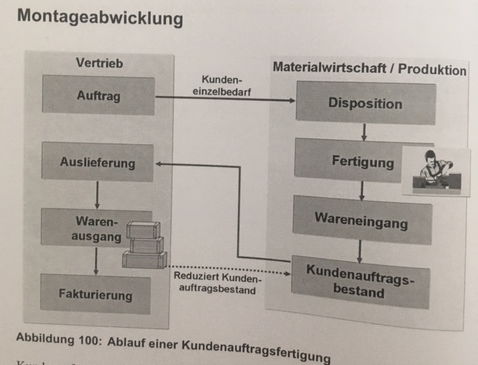 Montageabwicklung
Vertrieb
Auftrag
Auslieferung
Waren-
ausgang
Fakturierung
Kunden-
einzelbedarf
Reduziert Kunden-
auftragsbestand
Materialwirtschaft / Produktion
Disposition
Fertigung
Wareneingang
Kundenauftrags-
bestand
Abbildung 100: Ablauf einer Kundenauftragsfertigung